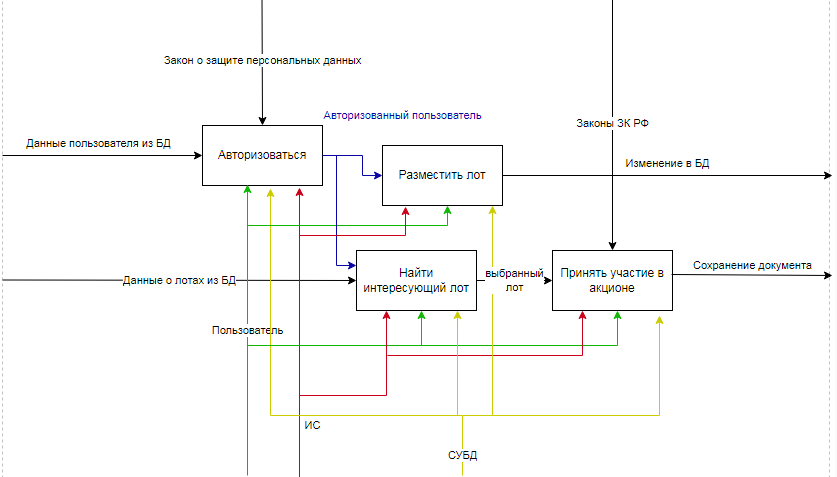 Закон о защите персональных данных
Авторизованный пользователь
Законы ЗК РФ
Данные пользователя из БД
Авторизоваться
Изменение в БД
Разместить лот
Сохранение документа
Данные о лотах из БД
Найти
интересующий лот
выбранный
лот
Принять участие в
акционе
Пользователь
ИС
СУБД